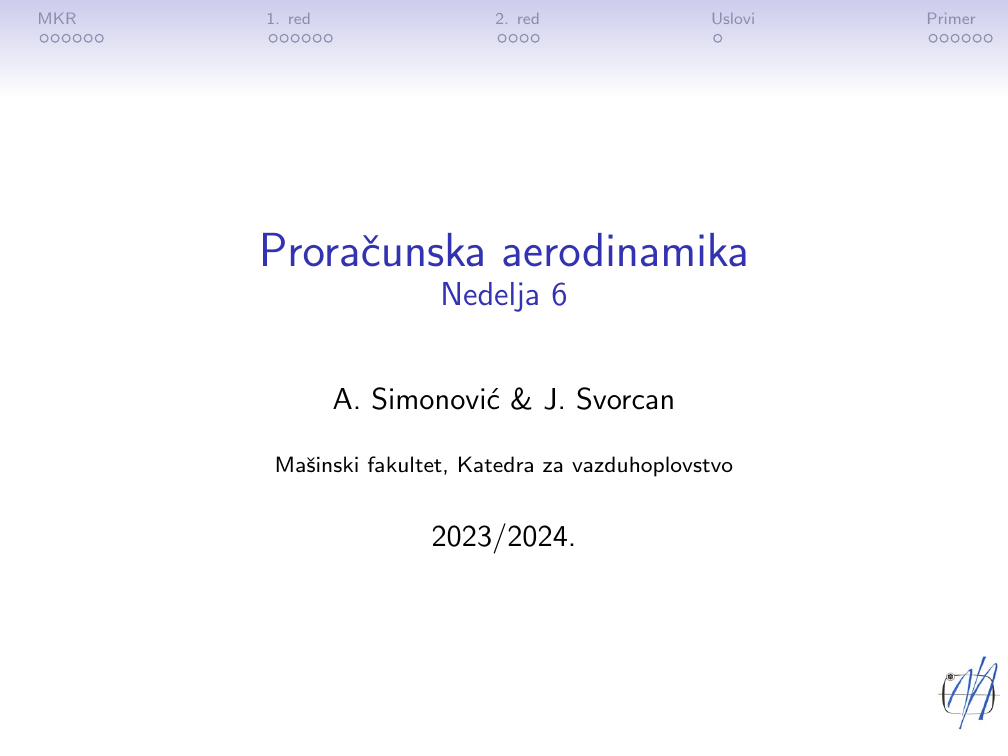 MKR 1. red 2. red Uslovi Primer
Proračunska aerodinamika
Nedelja 6
A. Simonović & J. Svorcan
Mašinski fakultet, Katedra za vazduhoplovstvo
2023/2024.